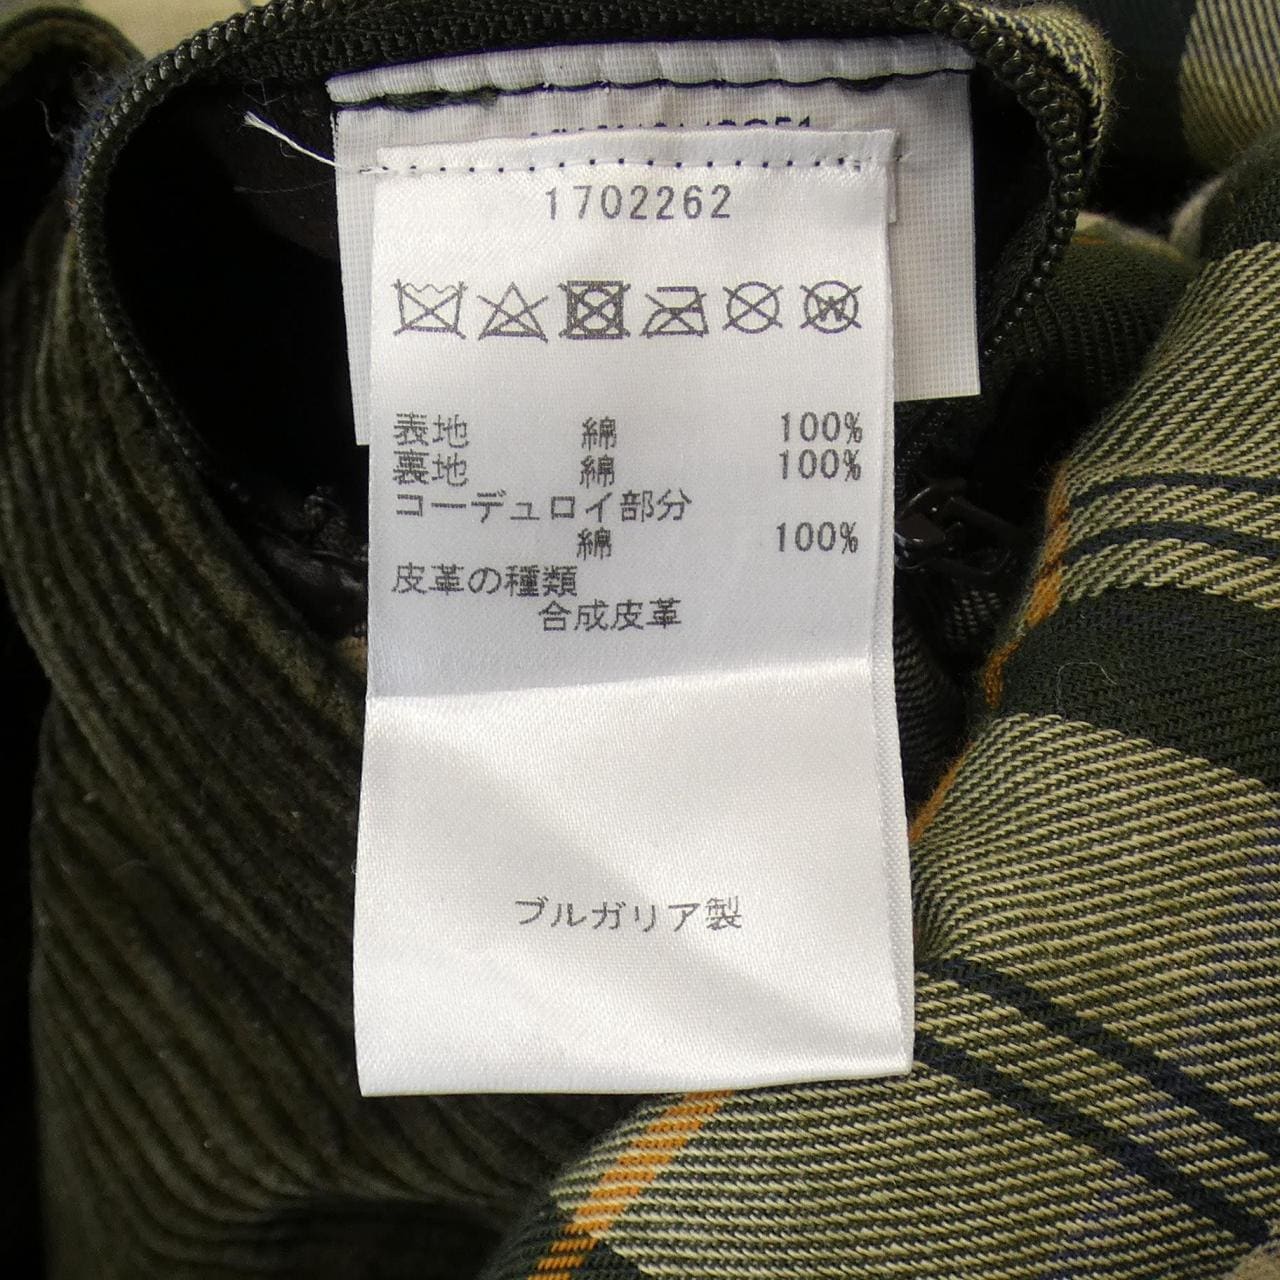 1702262
表地 綿 100%
裏地 綿 100%
コーデュロイ部分
綿 100%
皮革の種類
合成皮革
ブルガリア製